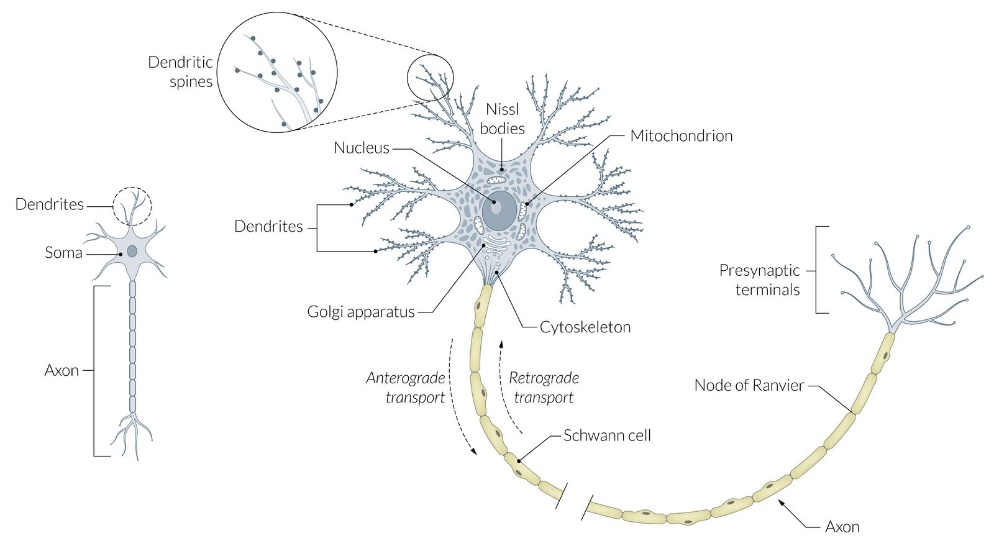 Dendritic
spines
Nissl
bodies
Nucleus
Mitochondrion
Dendrites
Soma
Axon
Dendrites
Golgi apparatus
Cytoskeleton
Anterograde
transport
Retrograde
transport
Schwann cell
Presynaptic
terminals
Node of Ranvier
Axon